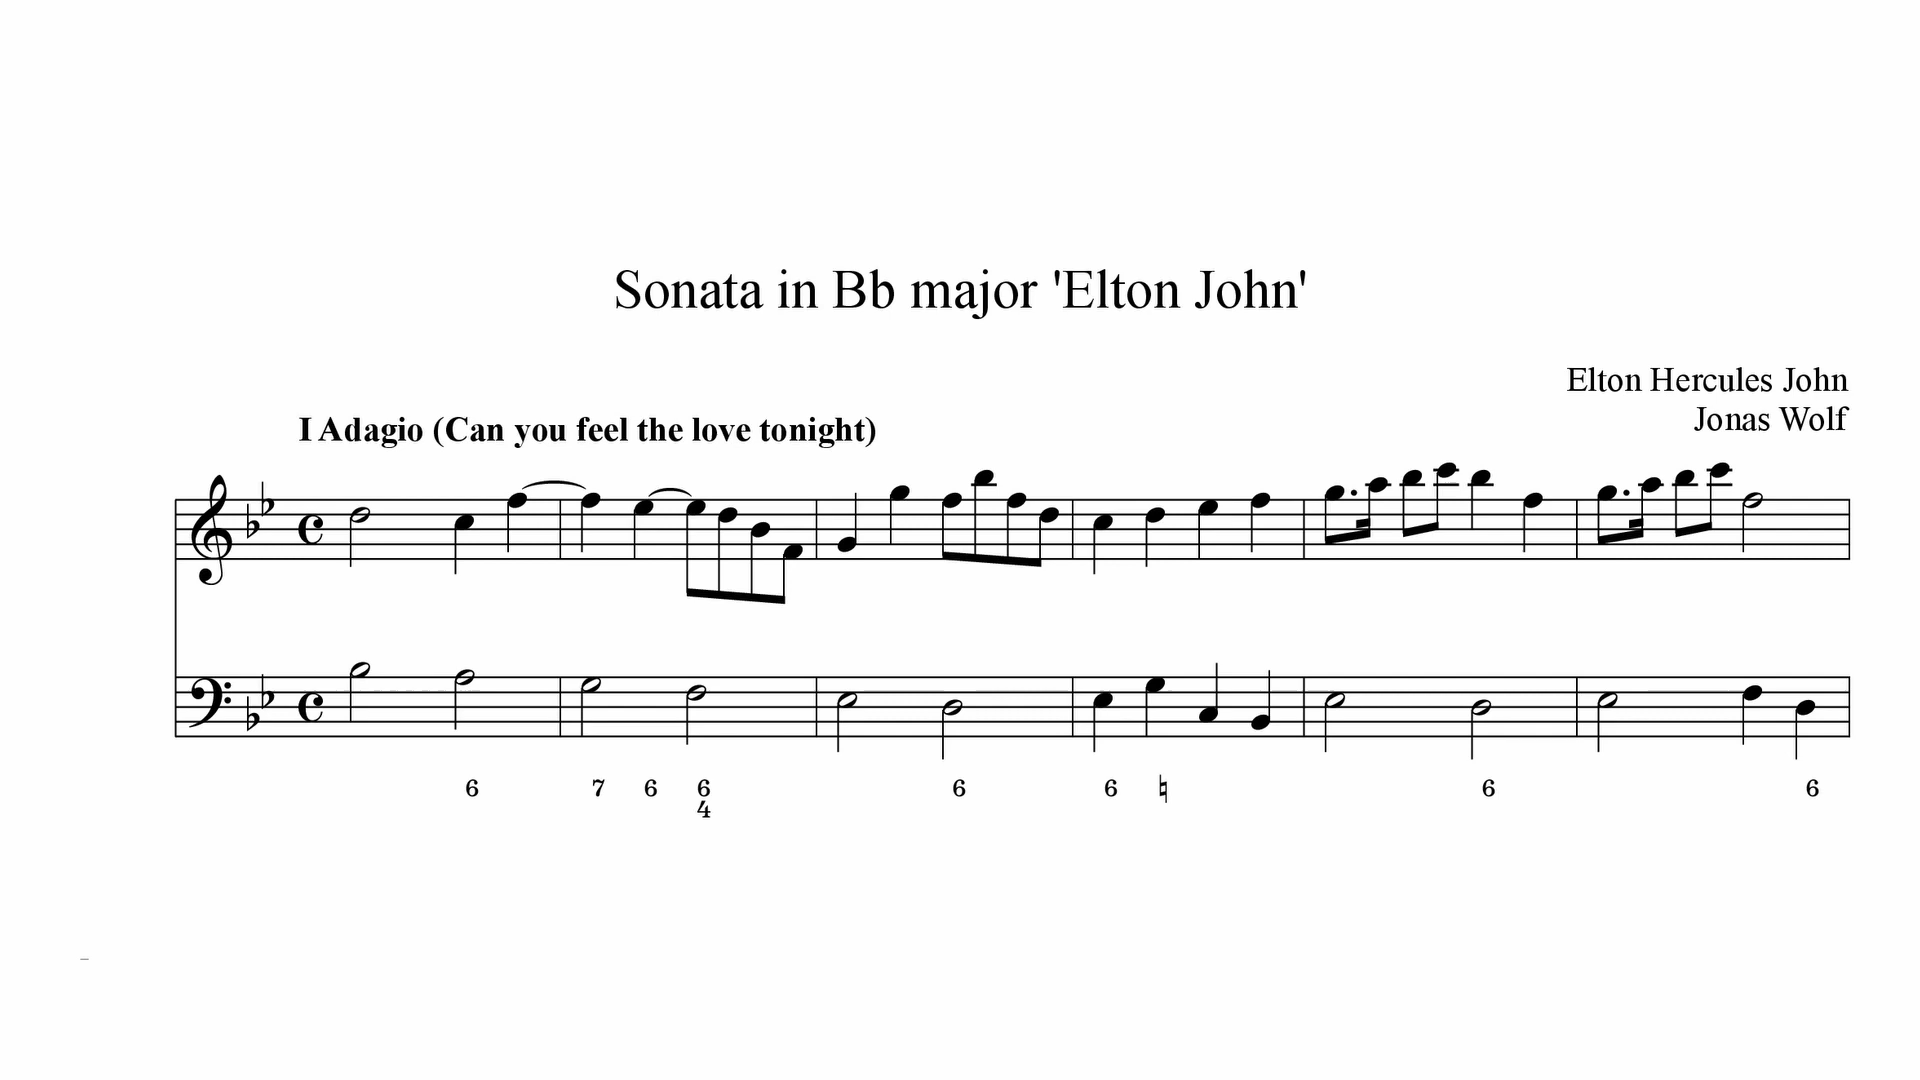 Sonata in Bb major 'Elton John'
Elton Hercules John
Jonas Wolf
I Adagio (Can you feel the love tonight)
6 7 6 6 6 6 ♮ 6 6
4